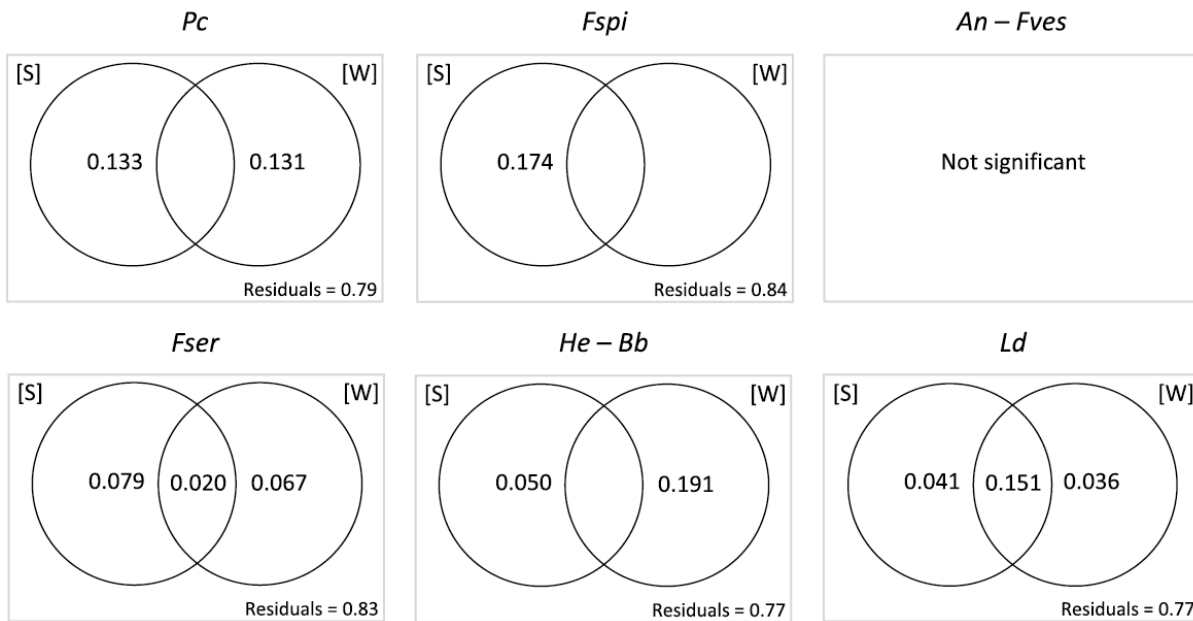 Pc
[S]
[W]
0.133
0.131
Residuals = 0.79
Fspi
[S]
[W]
0.174
Residuals = 0.84
An – Fves
Not significant
Fser
[S]
[W]
0.079
0.020
0.067
Residuals = 0.83
He – Bb
[S]
[W]
0.050
0.191
Residuals = 0.77
Ld
[S]
[W]
0.041
0.151
0.036
Residuals = 0.77